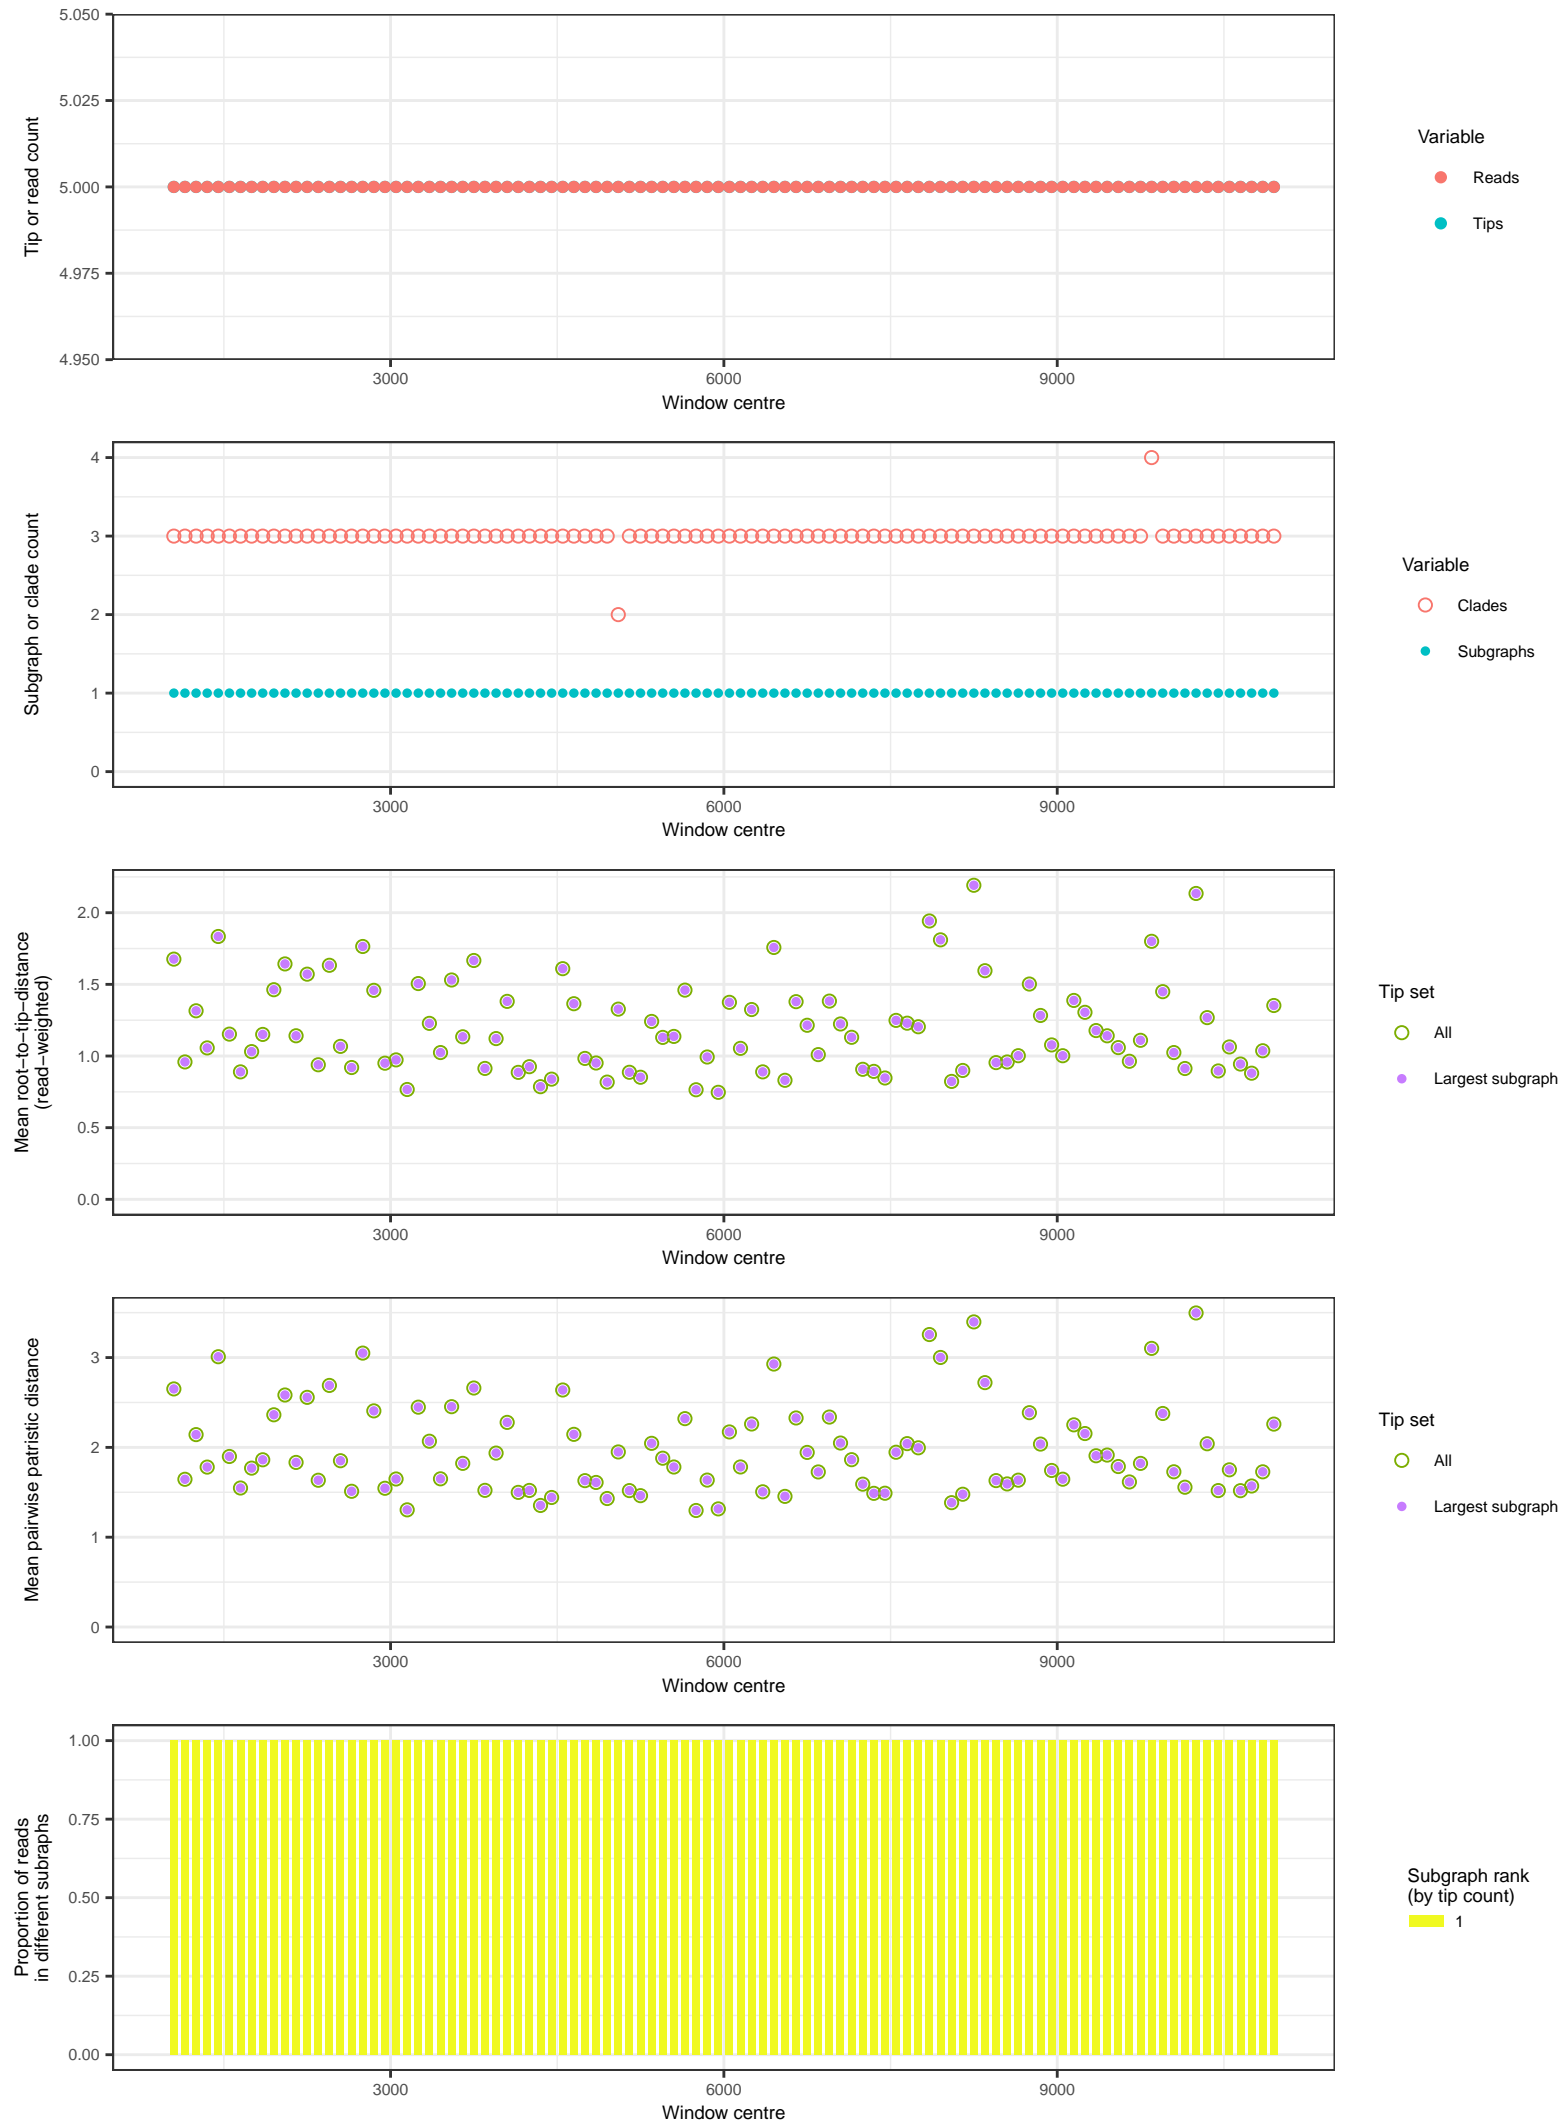 5.050
5.025
5.000
4.975
4.950
Tip or read count
3000 6000 9000
Window centre
Variable
Reads
Tips
4
3
2
1
0
Subgraph or clade count
3000 6000 9000
Window centre
Variable
Clades
Subgraphs
2.0
1.5
1.0
0.5
0.0
Mean root–to–tip–distance
(read–weighted)
3000 6000 9000
Window centre
Tip set
All
Largest subgraph
3
2
1
0
Mean pairwise patristic distance
3000 6000 9000
Window centre
Tip set
All
Largest subgraph
1.00
0.75
0.50
0.25
0.00
Proportion of reads
in different subraphs
3000 6000 9000
Window centre
Subgraph rank
(by tip count)
1